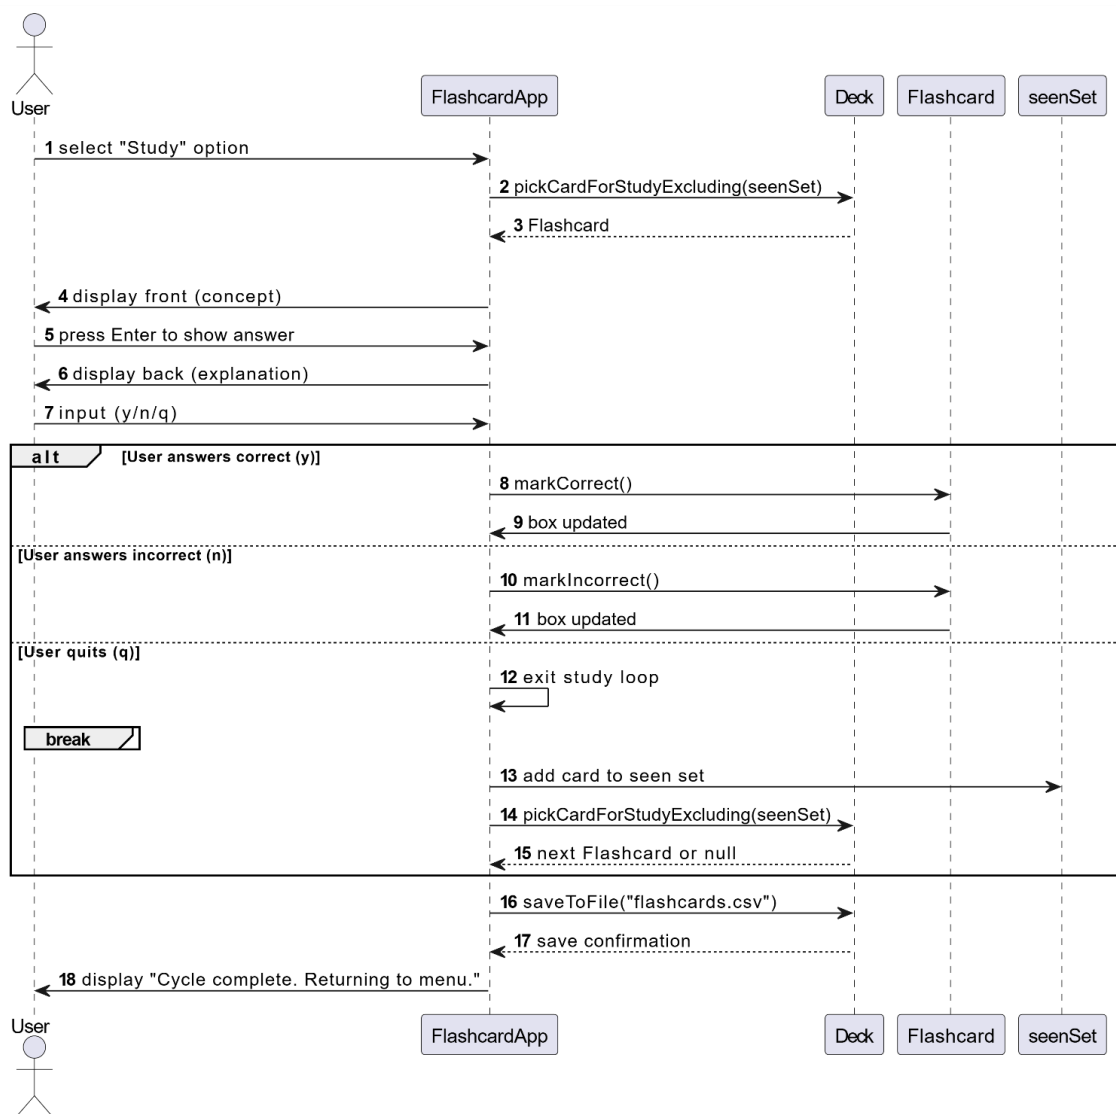 User
FlashcardApp
Deck
Flashcard
seenSet
1 select "Study" option
2 pickCardForStudyExcluding(seenSet)
3 Flashcard
4 display front (concept)
5 press Enter to show answer
6 display back (explanation)
7 input (y/n/q)
alt [User answers correct (y)]
8 markCorrect()
9 box updated
[User answers incorrect (n)]
10 markIncorrect()
11 box updated
[User quits (q)]
12 exit study loop
break
13 add card to seen set
14 pickCardForStudyExcluding(seenSet)
15 next Flashcard or null
16 saveToFile("flashcards.csv")
17 save confirmation
18 display "Cycle complete. Returning to menu."
User
FlashcardApp
Deck
Flashcard
seenSet